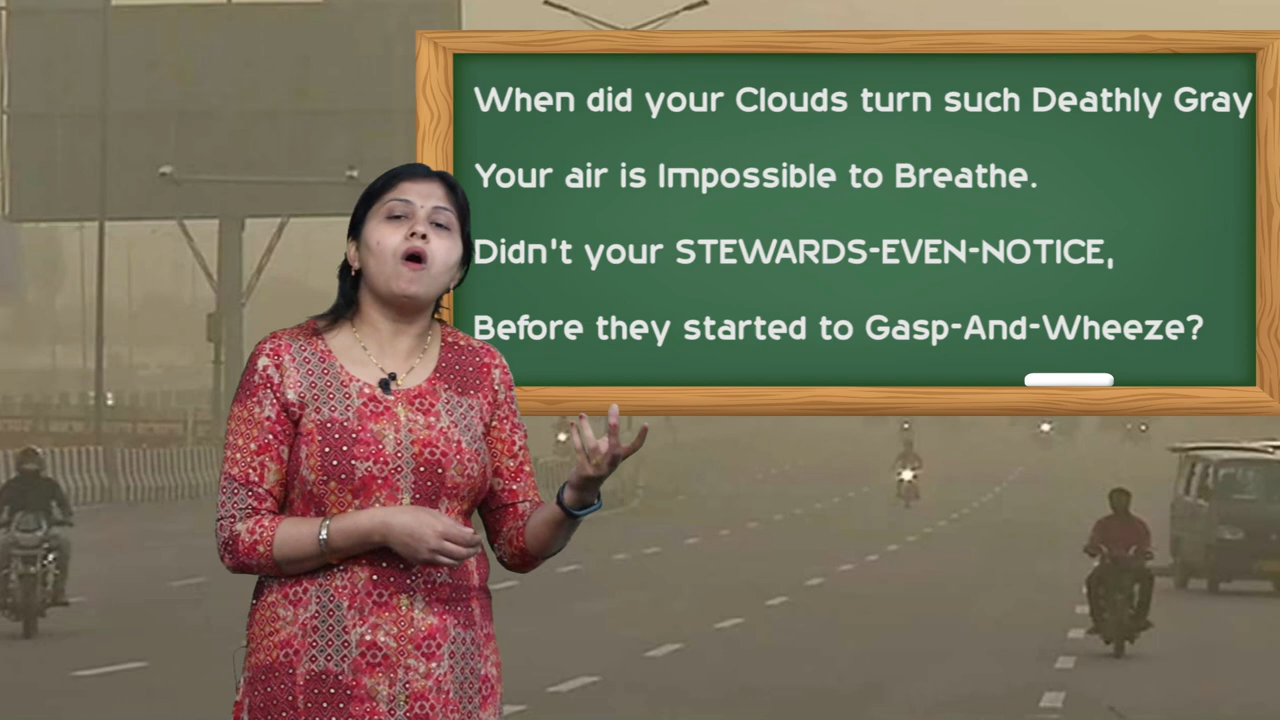 When did your Clouds turn such Deathly Gray
Your air is Impossible to Breathe.
Didn't your STEWARDS-EVEN-NOTICE,
Before they started to Gasp-And-Wheeze?